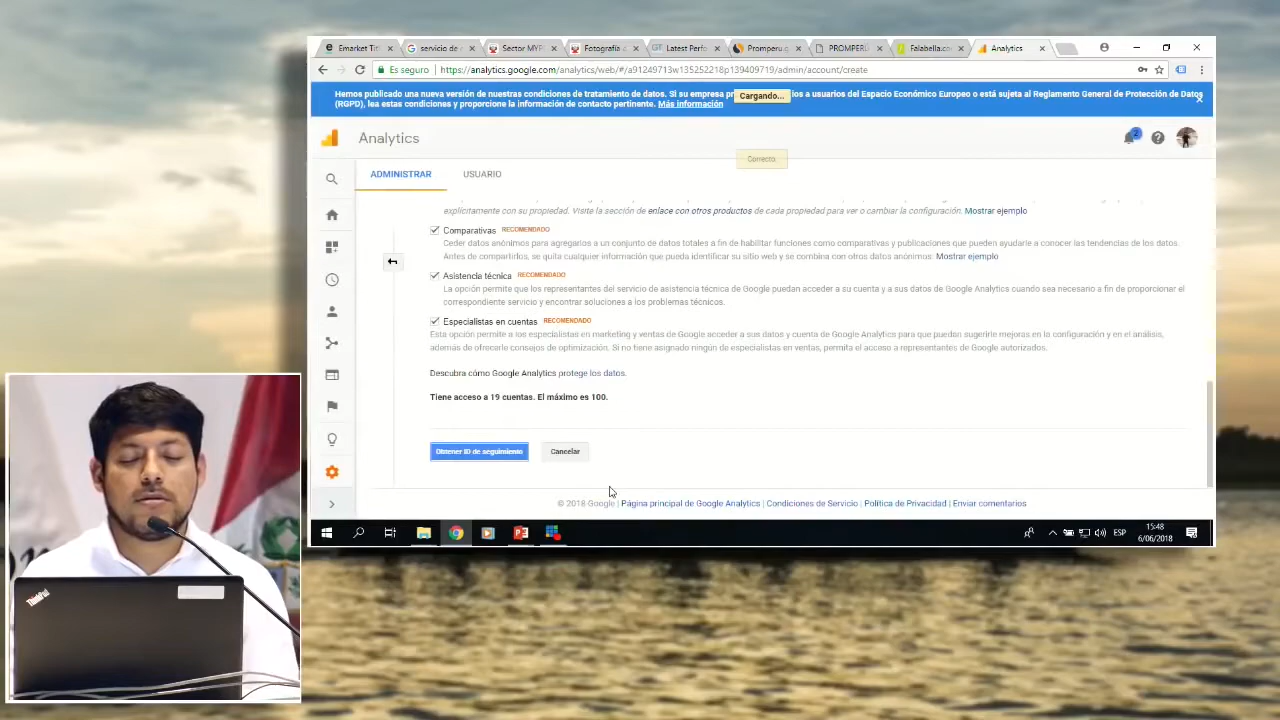 Emarket Titl
servicio de
Sector MYP
Fotografía
Latest Perfo
Promperu.g
PROMPERU
Falabella.co
Analytics
Es seguro
https://analytics.google.com/analytics/web/#/a91249713w135252218p139409719/admin/account/create
Hemos publicado una nueva versión de nuestras condiciones de tratamiento de datos. Si su empresa pr
Cargando...
los a usuarios del Espacio Económico Europeo o está sujeta al Reglamento General de Protección de Datos
(RGPD), lea estas condiciones y proporcione la información de contacto pertinente. Más información
Analytics
2
Correcto.
ADMINISTRAR
USUARIO
explícitamente con su propiedad. Visite la sección de enlace con otros productos de cada propiedad para ver o cambiar la configuración. Mostrar ejemplo
Comparativas RECOMENDADO
Ceder datos anónimos para agregarlos a un conjunto de datos totales a fin de habilitar funciones como comparativas y publicaciones que pueden ayudarle a conocer las tendencias de los datos.
Antes de compartirlos, se quita cualquier información que pueda identificar su sitio web y se combina con otros datos anónimos. Mostrar ejemplo
Asistencia técnica RECOMENDADO
La opción permite que los representantes del servicio de asistencia técnica de Google puedan acceder a su cuenta y a sus datos de Google Analytics cuando sea necesario a fin de proporcionar el
correspondiente servicio y encontrar soluciones a los problemas técnicos.
Especialistas en cuentas RECOMENDADO
Esta opción permite a los especialistas en marketing y ventas de Google acceder a sus datos y cuenta de Google Analytics para que puedan sugerirle mejoras en la configuración y en el análisis,
además de ofrecerle consejos de optimización. Si no tiene asignado ningún de especialistas en ventas, permita el acceso a representantes de Google autorizados.
Descubra cómo Google Analytics protege los datos.
Tiene acceso a 19 cuentas. El máximo es 100.
Obtener ID de seguimiento
Cancelar
© 2018 Google | Página principal de Google Analytics | Condiciones de Servicio | Política de Privacidad | Enviar comentarios
ESP
15:48
6/06/2018
ThinkPad